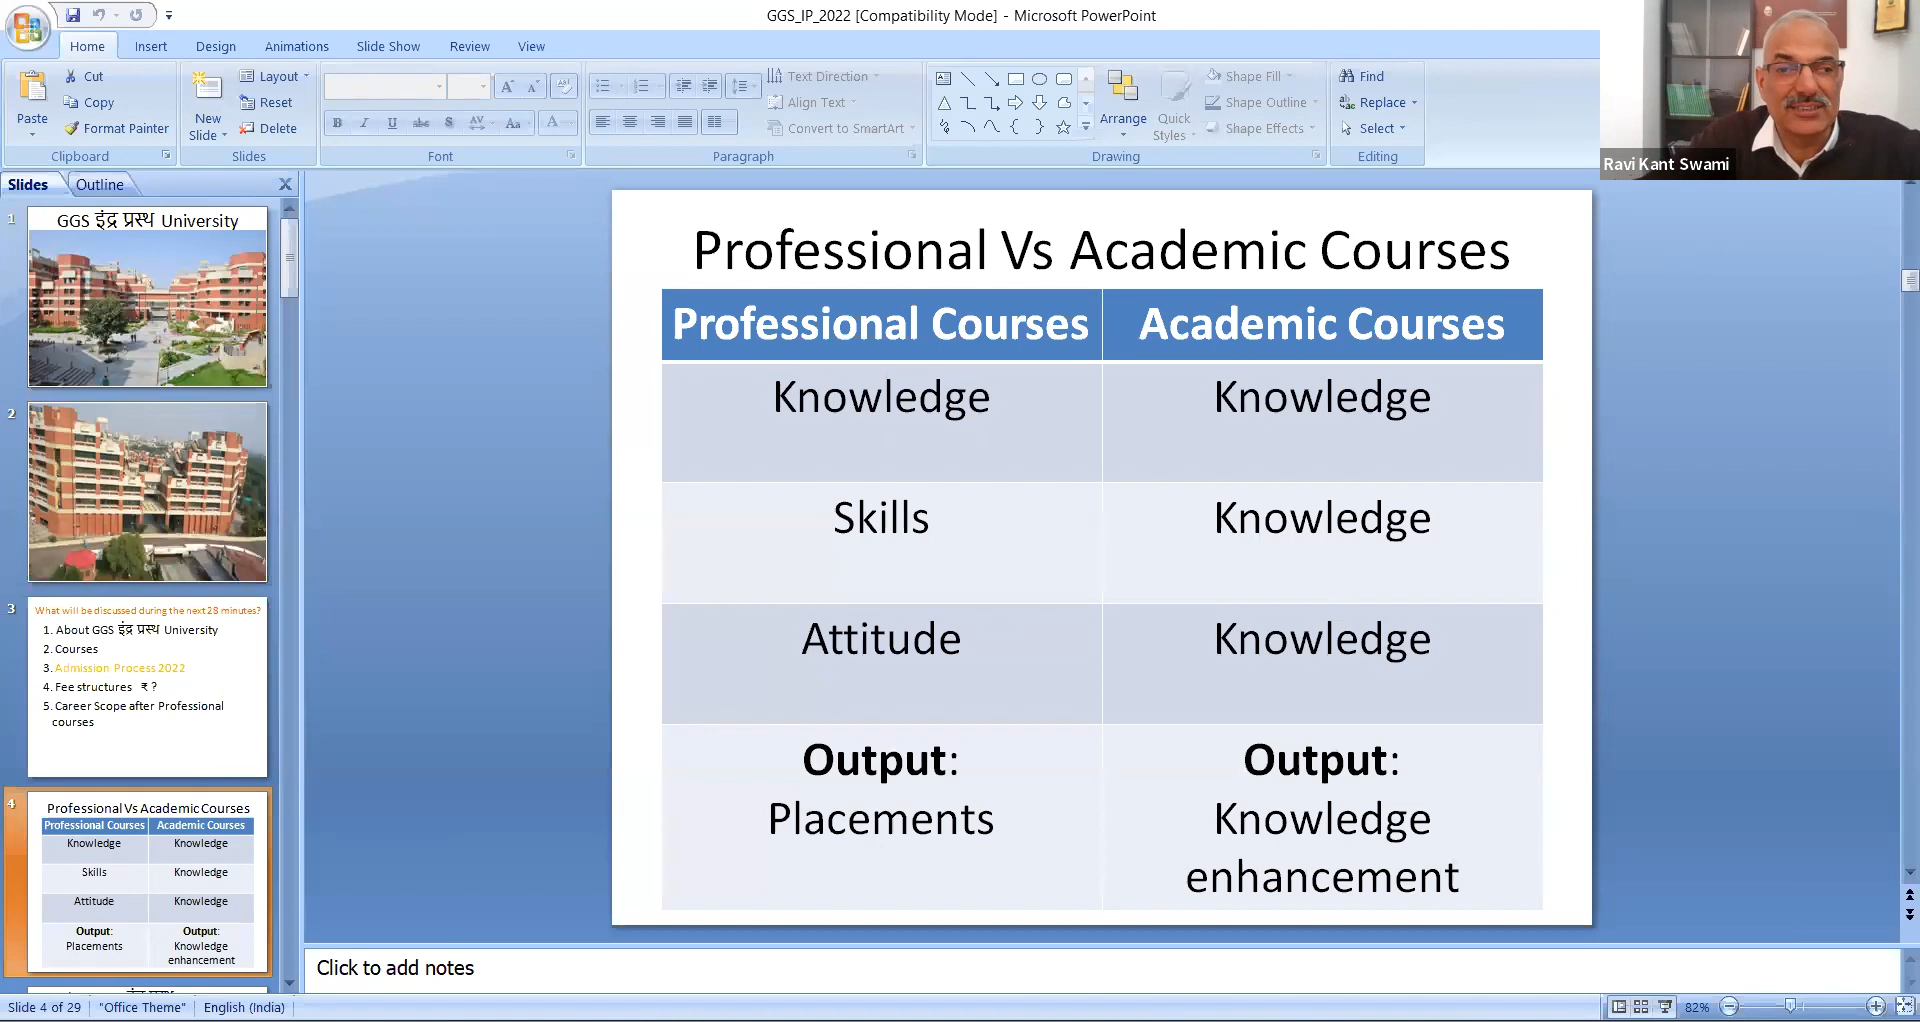 GGS_IP_2022 [Compatibility Mode] - Microsoft PowerPoint
Home Insert Design Animations Slide Show Review View
Paste
Cut
Copy
Format Painter
Clipboard
New Slide
Layout
Reset
Delete
Slides
B I U abc S AV Aa A
Font
Text Direction
Align Text
Convert to SmartArt
Paragraph
Arrange
Quick Styles
Shape Fill
Shape Outline
Shape Effects
Drawing
Find
Replace
Select
Editing
Ravi Kant Swami
Slides Outline
1
GGS इंद्र प्रस्थ University
2
3
What will be discussed during the next 28 minutes?
1. About GGS इंद्र प्रस्थ University
2. Courses
3. Admission Process 2022
4. Fee structures ₹ ?
5. Career Scope after Professional
courses
4
Professional Vs Academic Courses
Professional Courses Academic Courses
Knowledge Knowledge
Skills Knowledge
Attitude Knowledge
Output: Output:
Placements Knowledge
enhancement
Professional Vs Academic Courses
Professional Courses Academic Courses
Knowledge Knowledge
Skills Knowledge
Attitude Knowledge
Output: Output:
Placements Knowledge
enhancement
Click to add notes
Slide 4 of 29 "Office Theme" English (India) 82%